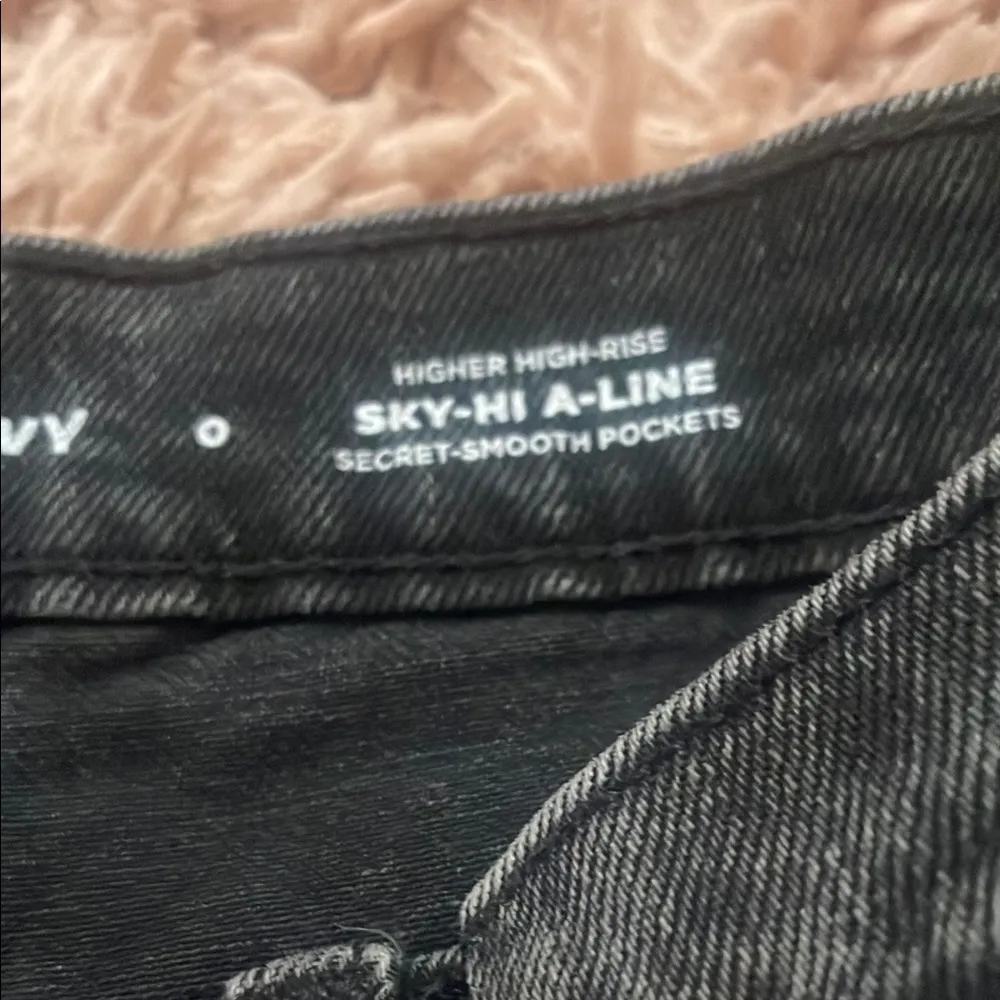 VY
0
HIGHER HIGH-RISE
SKY-HI A-LINE
SECRET-SMOOTH POCKETS